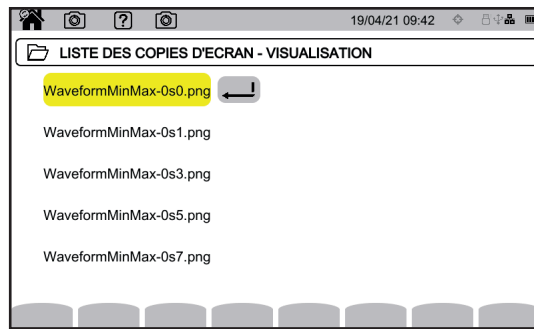 ?
19/04/21 09:42
LISTE DES COPIES D'ECRAN - VISUALISATION
WaveformMinMax-0s0.png
WaveformMinMax-0s1.png
WaveformMinMax-0s3.png
WaveformMinMax-0s5.png
WaveformMinMax-0s7.png